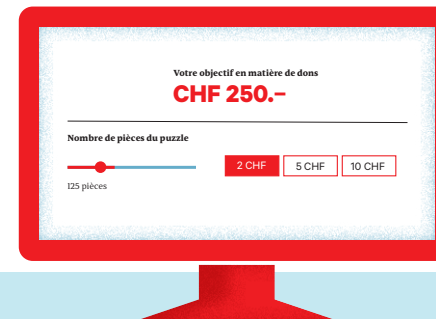 Votre objectif en matière de dons
CHF 250.–
Nombre de pièces du puzzle
2 CHF 5 CHF 10 CHF
125 pièces